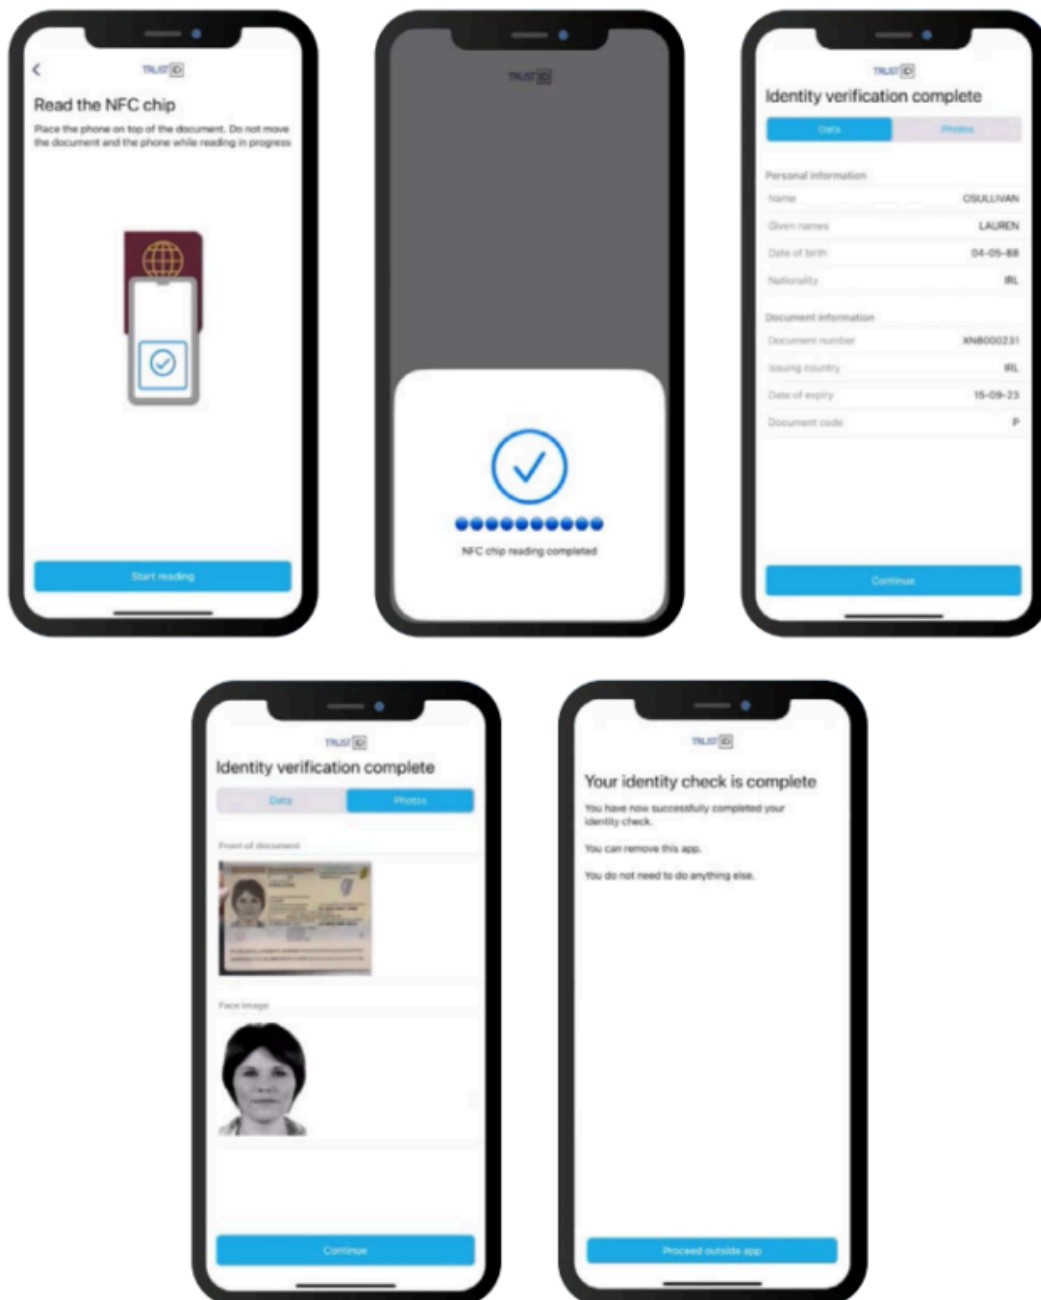 TRUST ID
Read the NFC chip
Place the phone on top of the document. Do not move
the document and the phone while reading in progress
Start reading
TRUST ID
NFC chip reading completed
TRUST ID
Identity verification complete
Data Photos
Personal information
Name OSULLIVAN
Given names LAUREN
Date of birth 04-05-88
Nationality IRL
Document information
Document number XN8000231
Issuing country IRL
Date of expiry 15-09-23
Document code P
Continue
TRUST ID
Identity verification complete
Data Photos
Front of document
Face image
Continue
TRUST ID
Your identity check is complete
You have now successfully completed your
identity check.
You can remove this app.
You do not need to do anything else.
Proceed outside app